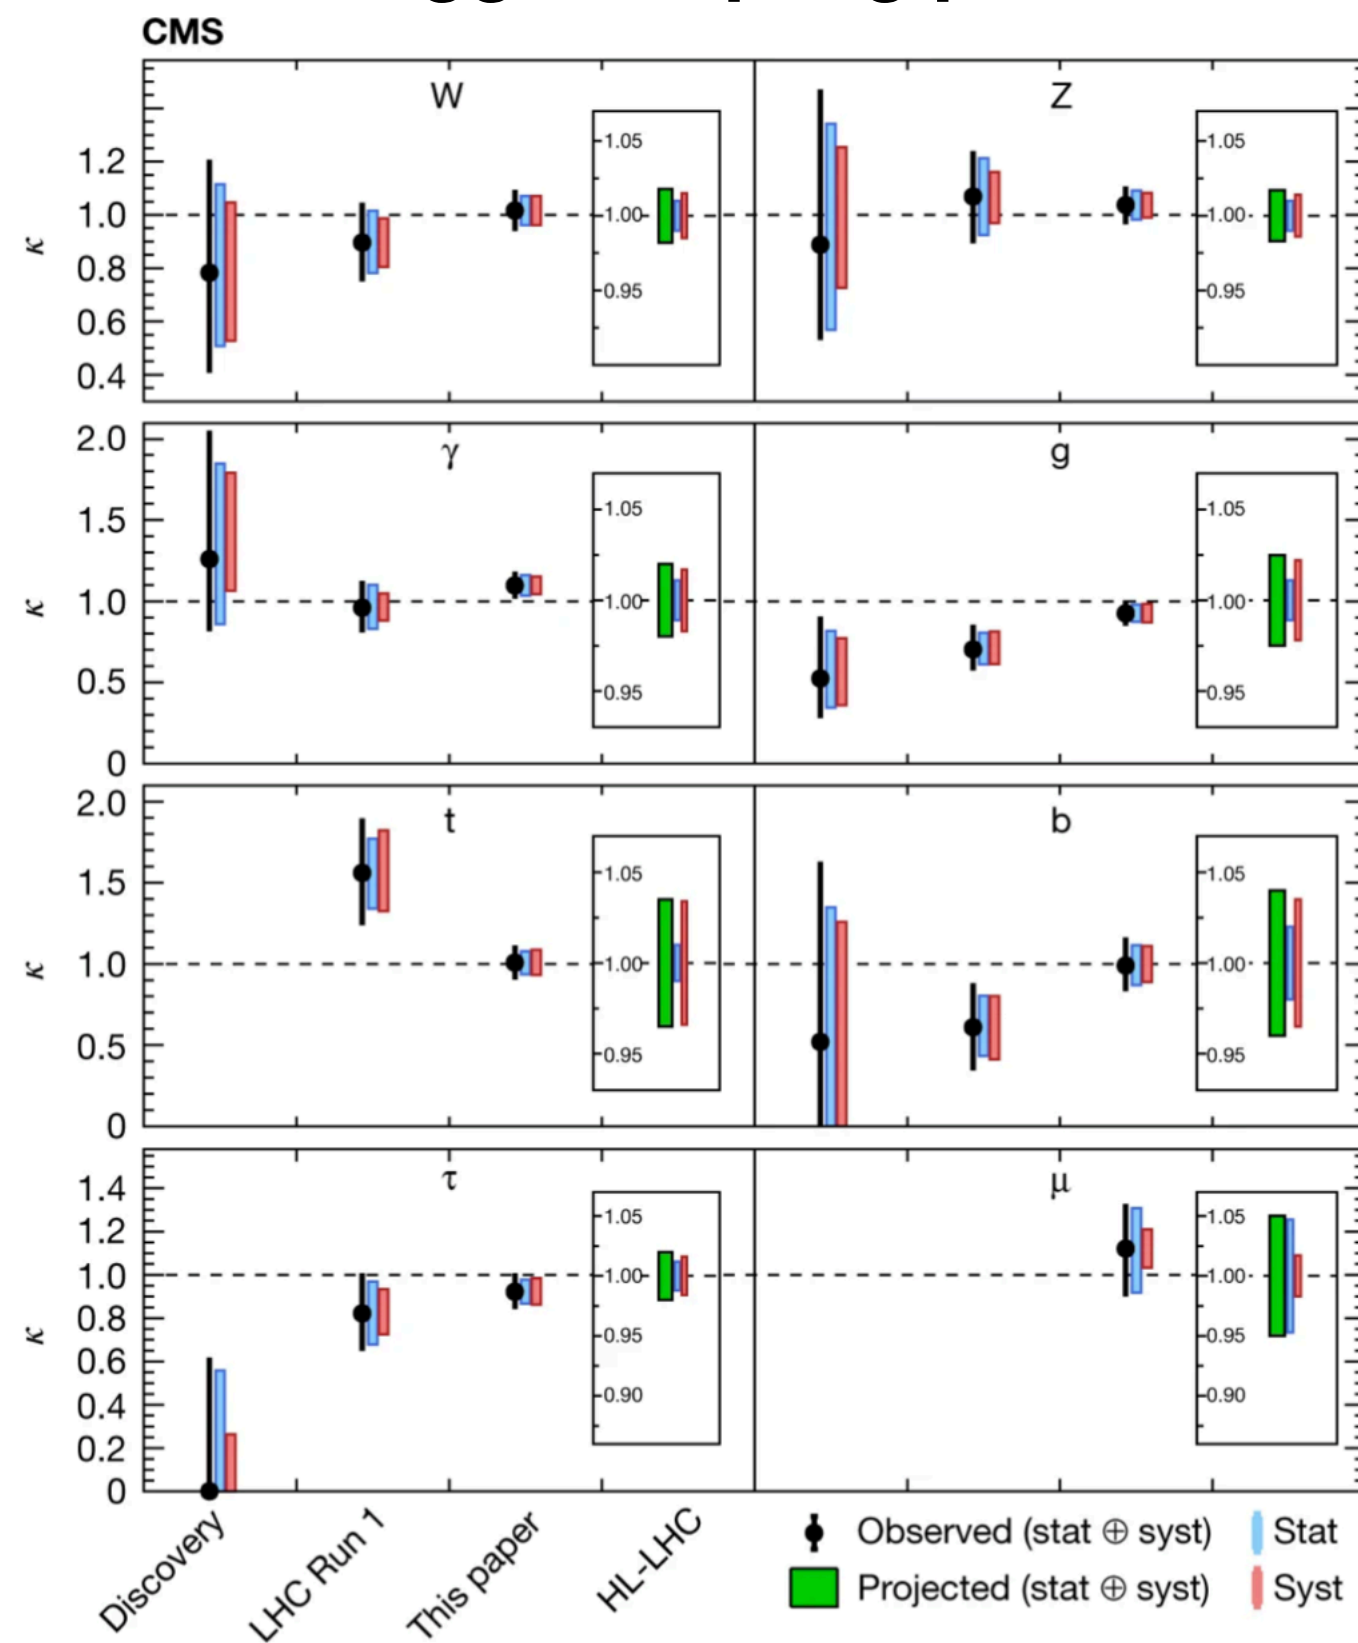 CMS
W
Z
κ
1.2
1.0
0.8
0.6
0.4
1.05
1.00
0.95
1.05
1.00
0.95
γ
g
κ
2.0
1.5
1.0
0.5
0
1.05
1.00
0.95
1.05
1.00
0.95
t
b
κ
2.0
1.5
1.0
0.5
0
1.05
1.00
0.95
1.05
1.00
0.95
τ
μ
κ
1.4
1.2
1.0
0.8
0.6
0.4
0.2
0
1.05
1.00
0.95
0.90
1.05
1.00
0.95
0.90
Discovery
LHC Run 1
This paper
HL-LHC
Observed (stat ⊕ syst)
Stat
Projected (stat ⊕ syst)
Syst